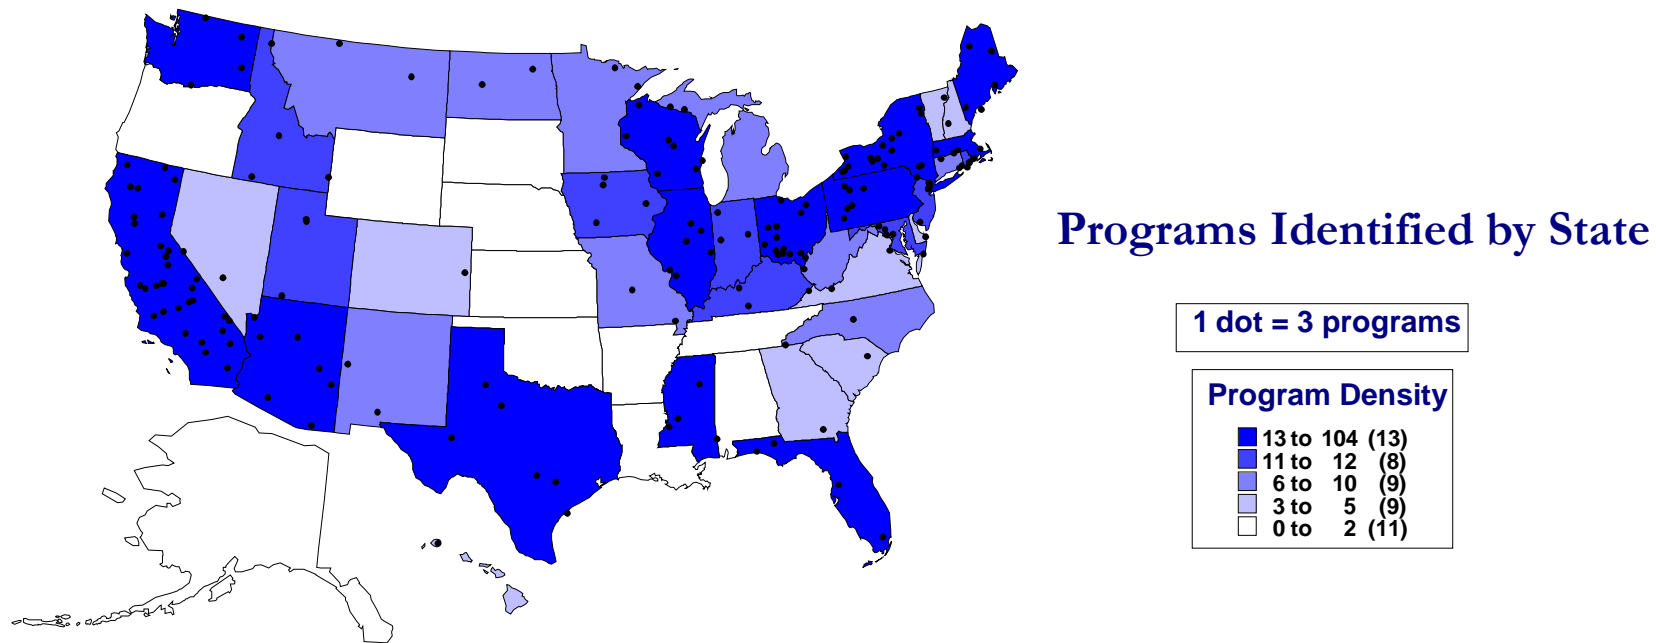 Programs Identified by State
1 dot = 3 programs
Program Density
13 to 104 (13)
11 to 12 (8)
6 to 10 (9)
3 to 5 (9)
0 to 2 (11)